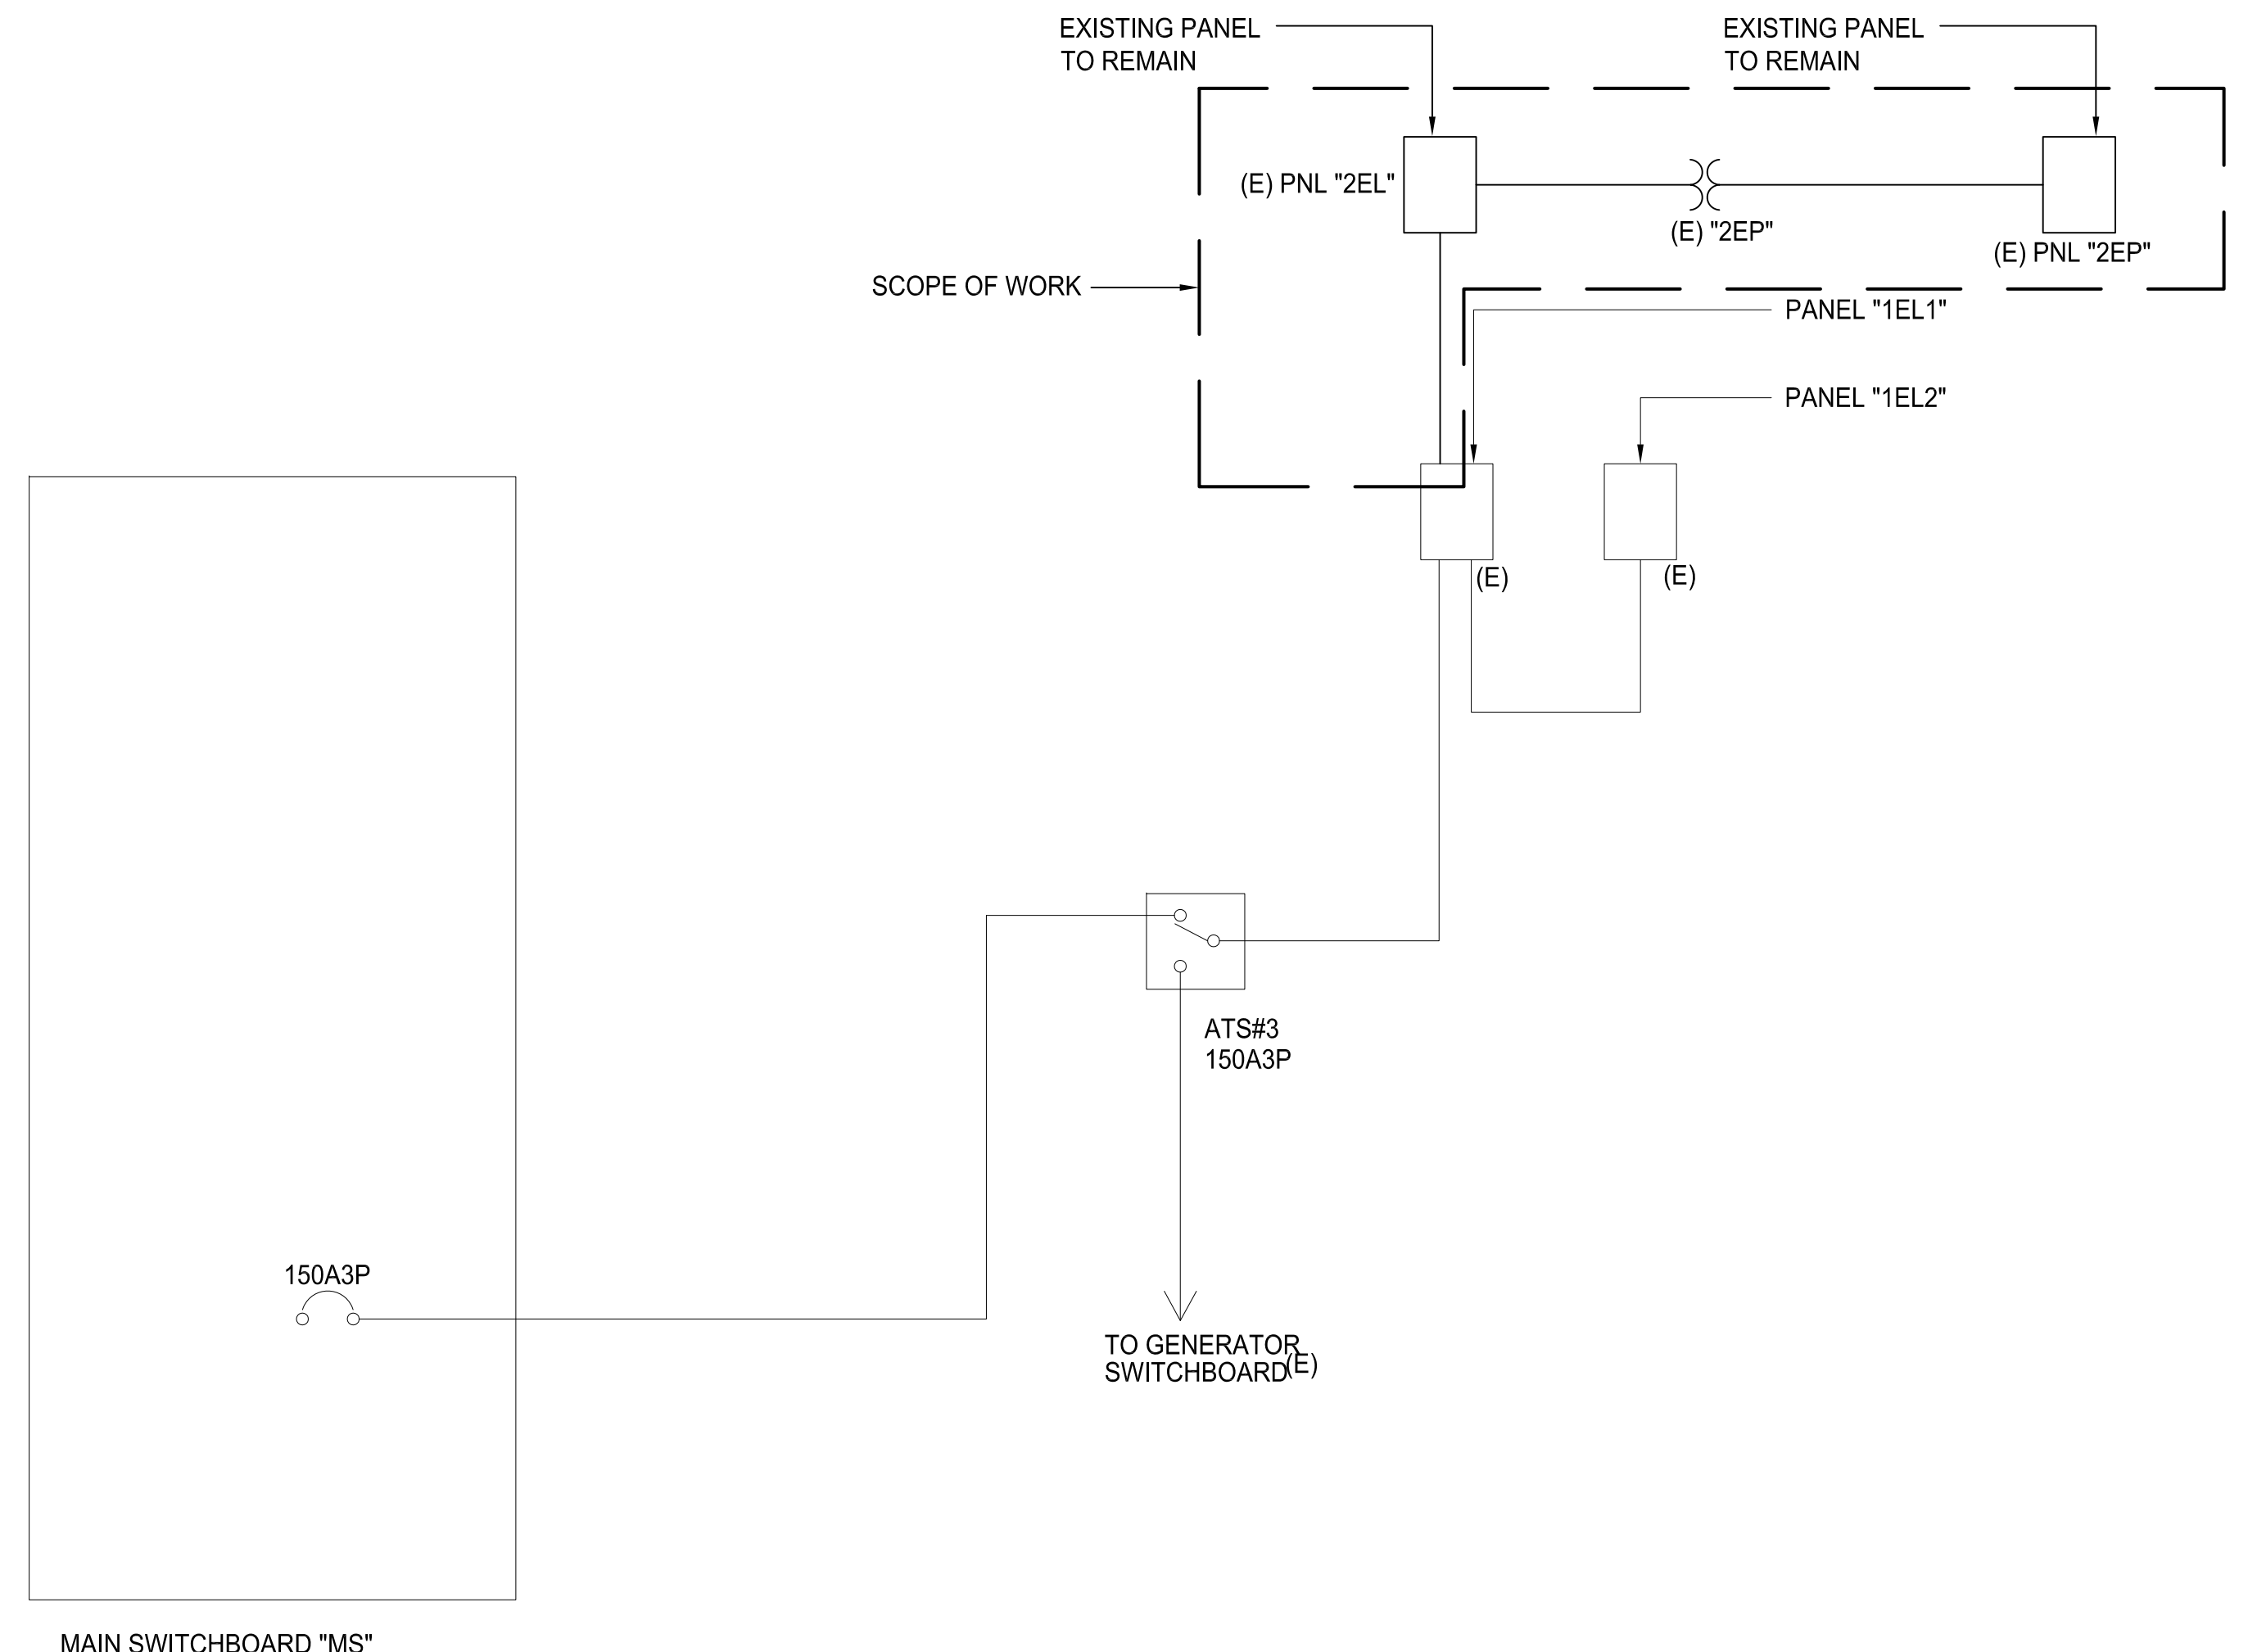 EXISTING PANEL
TO REMAIN
EXISTING PANEL
TO REMAIN
(E) PNL "2EL"
(E) "2EP"
(E) PNL "2EP"
SCOPE OF WORK
PANEL "1EL1"
PANEL "1EL2"
(E)
(E)
ATS#3
150A3P
150A3P
TO GENERATOR
SWITCHBOARD
(E)
MAIN SWITCHBOARD "MS"